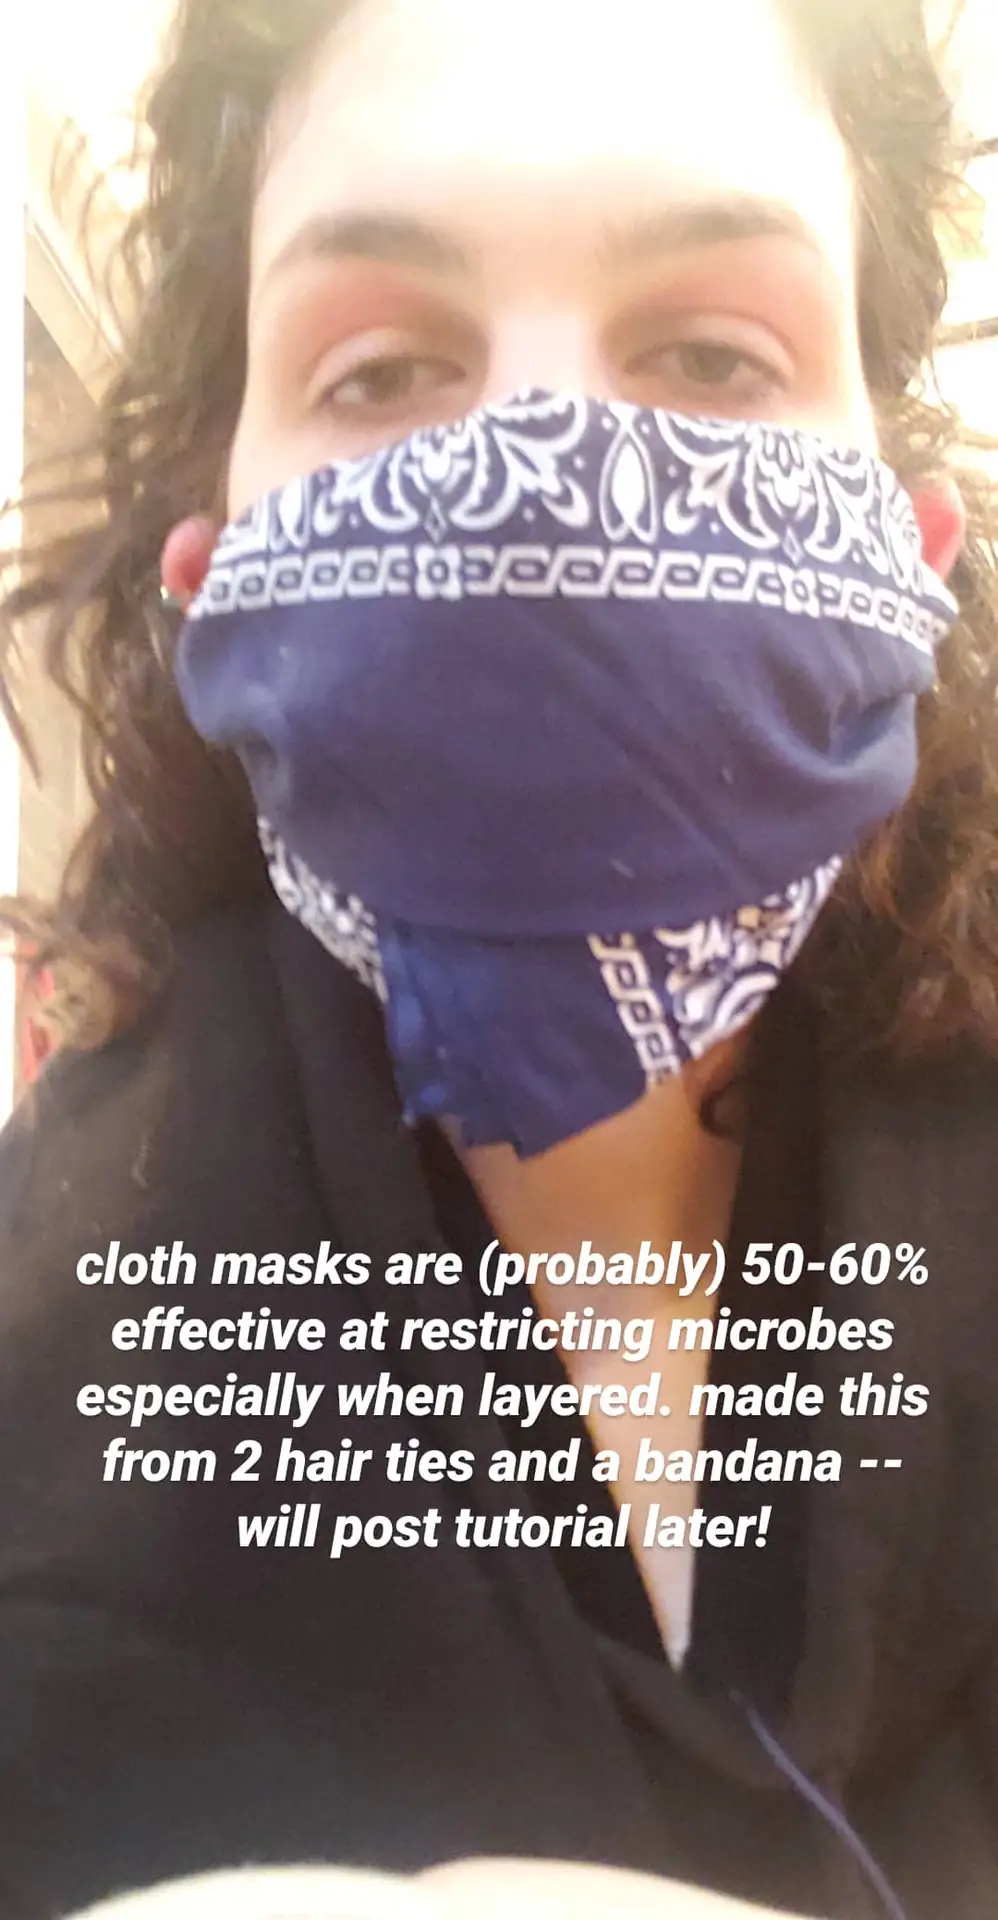 cloth masks are (probably) 50-60%
effective at restricting microbes
especially when layered. made this
from 2 hair ties and a bandana --
will post tutorial later!